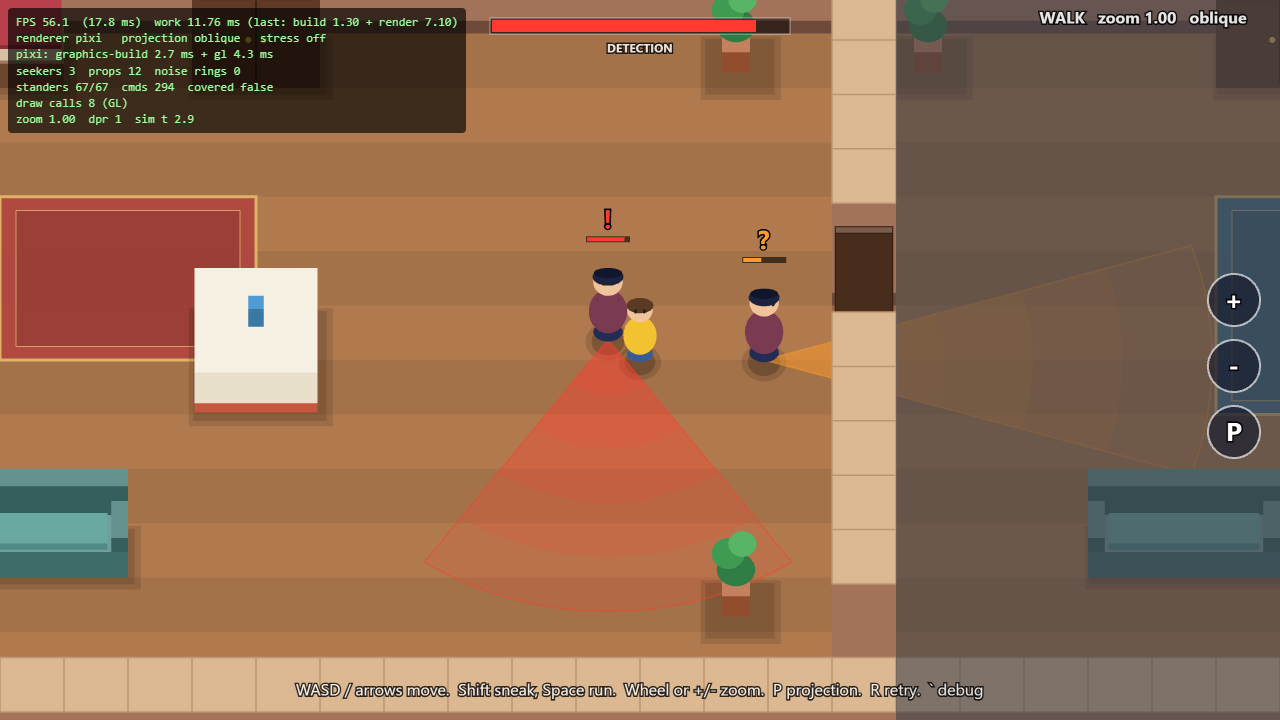 FPS 56.1 (17.8 ms) work 11.76 ms (last: build 1.30 + render 7.10)
renderer pixi projection oblique stress off
pixi: graphics-build 2.7 ms + gl 4.3 ms
seekers 3 props 12 noise rings 0
standers 67/67 cmds 294 covered false
draw calls 8 (GL)
zoom 1.00 dpr 1 sim t 2.9
DETECTION
WALK zoom 1.00 oblique
!
?
+
-
P
WASD / arrows move. Shift sneak, Space run. Wheel or +/- zoom. P projection. R retry. ` debug